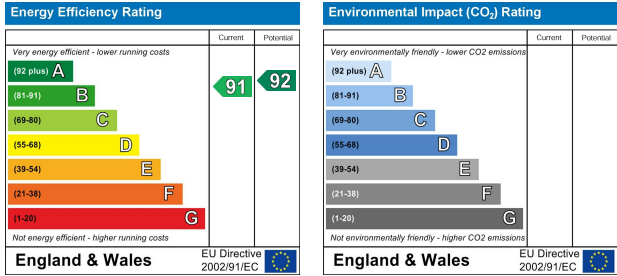 Energy Efficiency Rating
Current Potential
Very energy efficient - lower running costs
(92 plus) A
(81-91) B
(69-80) C
(55-68) D
(39-54) E
(21-38) F
(1-20) G
91
92
Not energy efficient - higher running costs
England & Wales
EU Directive
2002/91/EC
Environmental Impact (CO2) Rating
Current Potential
Very environmentally friendly - lower CO2 emissions
(92 plus) A
(81-91) B
(69-80) C
(55-68) D
(39-54) E
(21-38) F
(1-20) G
Not environmentally friendly - higher CO2 emissions
England & Wales
EU Directive
2002/91/EC